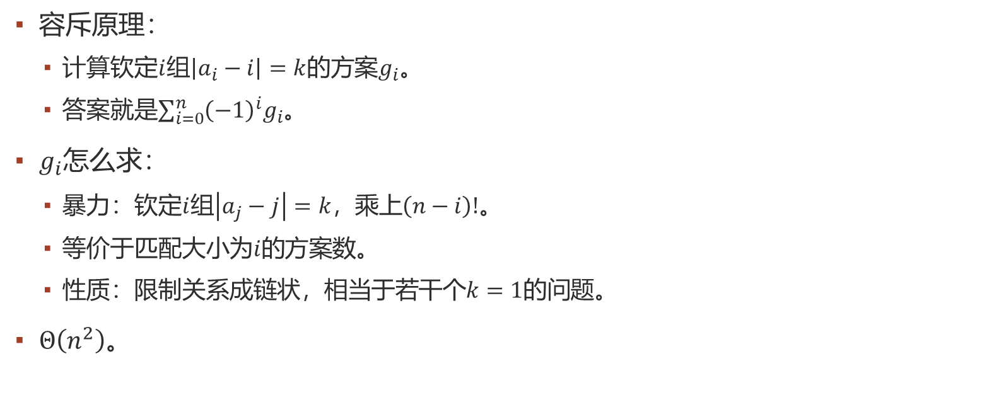 ▪ 容斥原理：
▪ 计算钦定$i$组$|a_i - i| = k$的方案$g_i$。
▪ 答案就是$\sum_{i=0}^{n}(-1)^i g_i$。
▪ $g_i$怎么求：
▪ 暴力：钦定$i$组$|a_j - j| = k$，乘上$(n - i)!$。
▪ 等价于匹配大小为$i$的方案数。
▪ 性质：限制关系成链状，相当于若干个$k = 1$的问题。
▪ $\Theta(n^2)$。